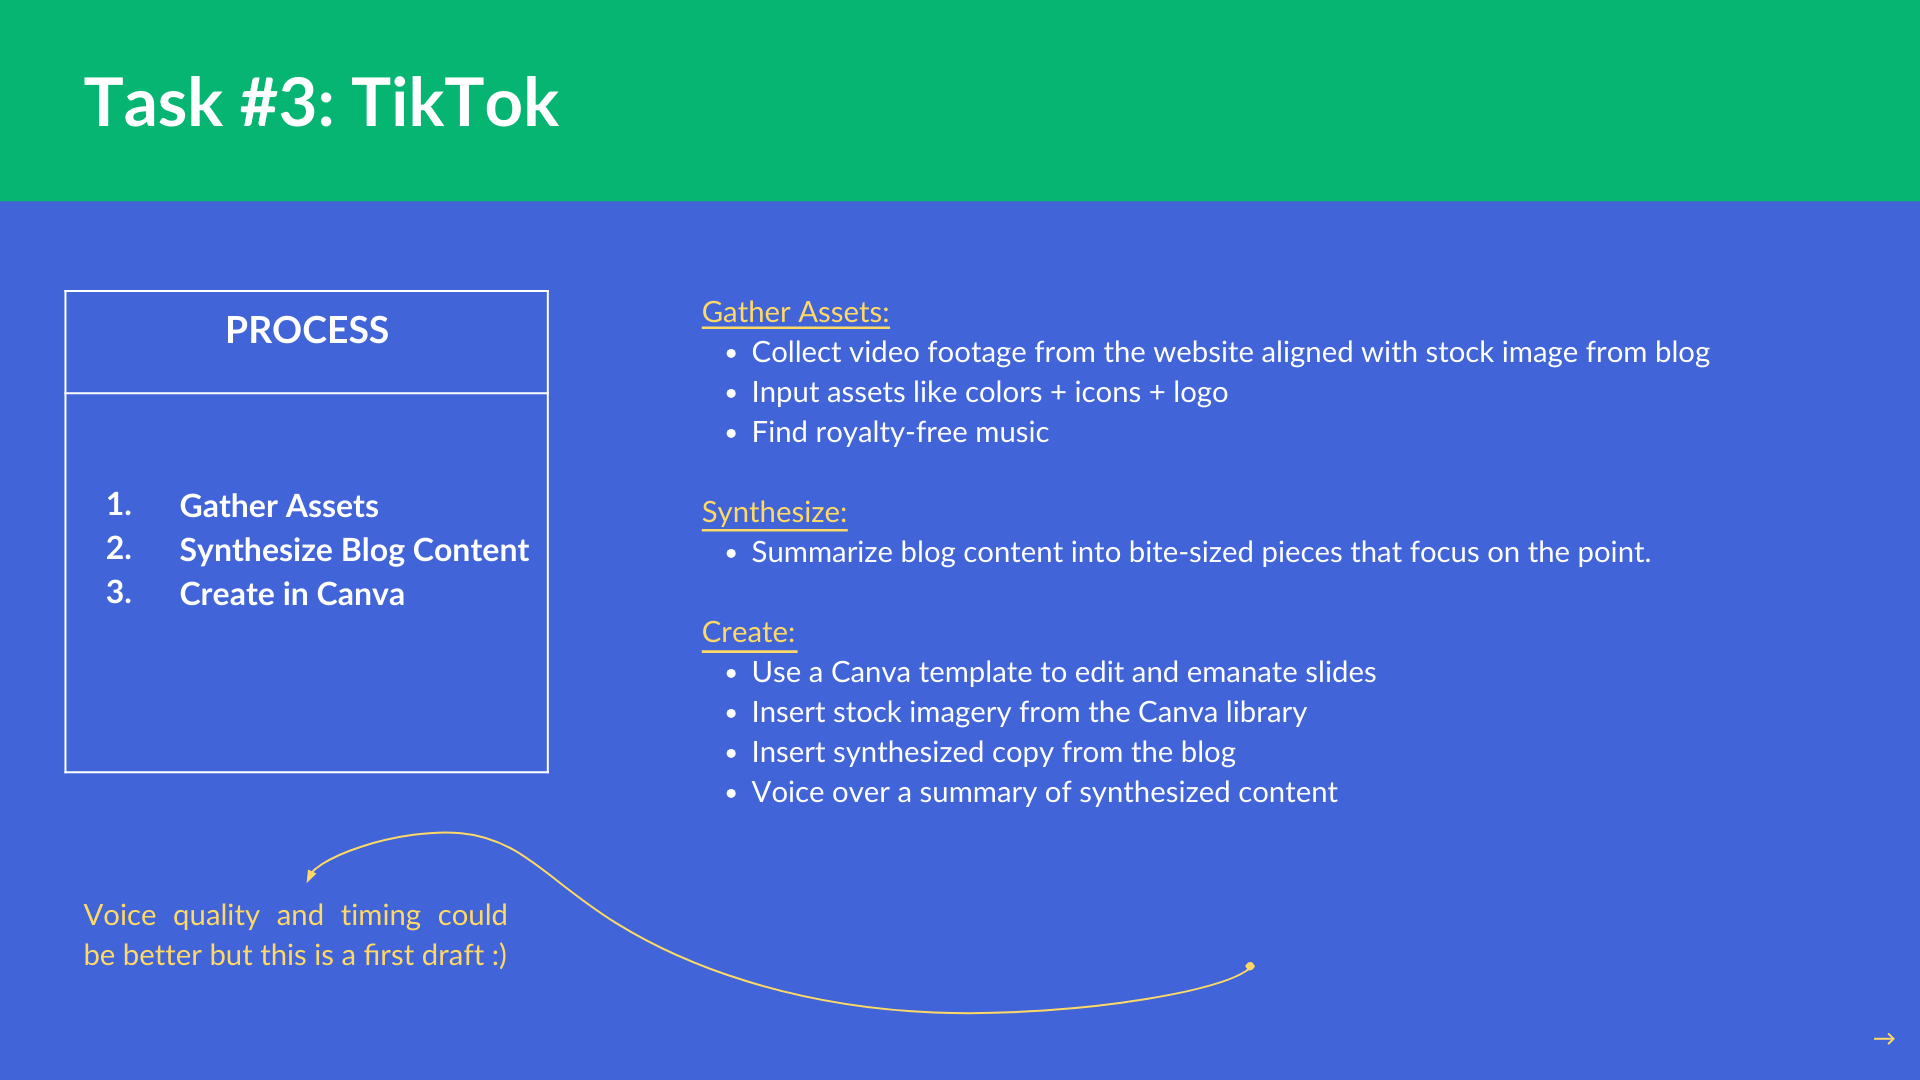 Task #3: TikTok
PROCESS
1. Gather Assets
2. Synthesize Blog Content
3. Create in Canva
Gather Assets:
• Collect video footage from the website aligned with stock image from blog
• Input assets like colors + icons + logo
• Find royalty-free music
Synthesize:
• Summarize blog content into bite-sized pieces that focus on the point.
Create:
• Use a Canva template to edit and emanate slides
• Insert stock imagery from the Canva library
• Insert synthesized copy from the blog
• Voice over a summary of synthesized content
Voice quality and timing could
be better but this is a first draft :)
→